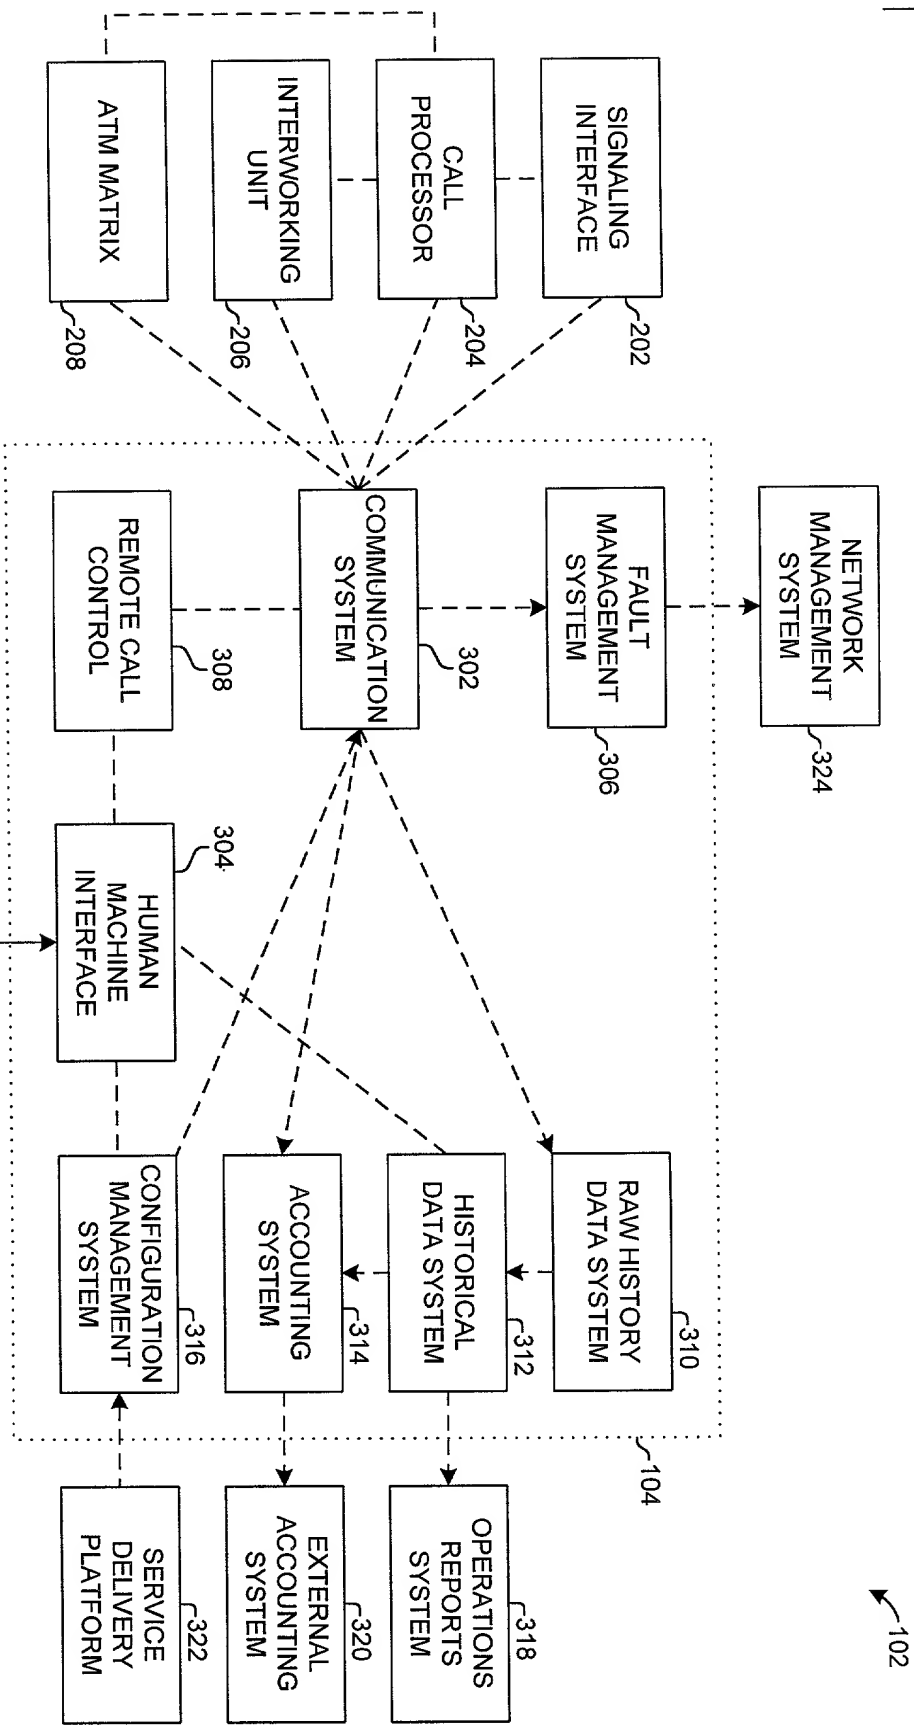 102
NETWORK
MANAGEMENT
SYSTEM
324
104
SIGNALING
INTERFACE
202
FAULT
MANAGEMENT
SYSTEM
306
RAW HISTORY
DATA SYSTEM
310
OPERATIONS
REPORTS
SYSTEM
318
CALL
PROCESSOR
204
COMMUNICATION
SYSTEM
302
HISTORICAL
DATA SYSTEM
312
EXTERNAL
ACCOUNTING
SYSTEM
320
INTERWORKING
UNIT
206
ACCOUNTING
SYSTEM
314
ATM MATRIX
208
REMOTE CALL
CONTROL
308
304
HUMAN
MACHINE
INTERFACE
CONFIGURATION
MANAGEMENT
SYSTEM
316
SERVICE
DELIVERY
PLATFORM
322